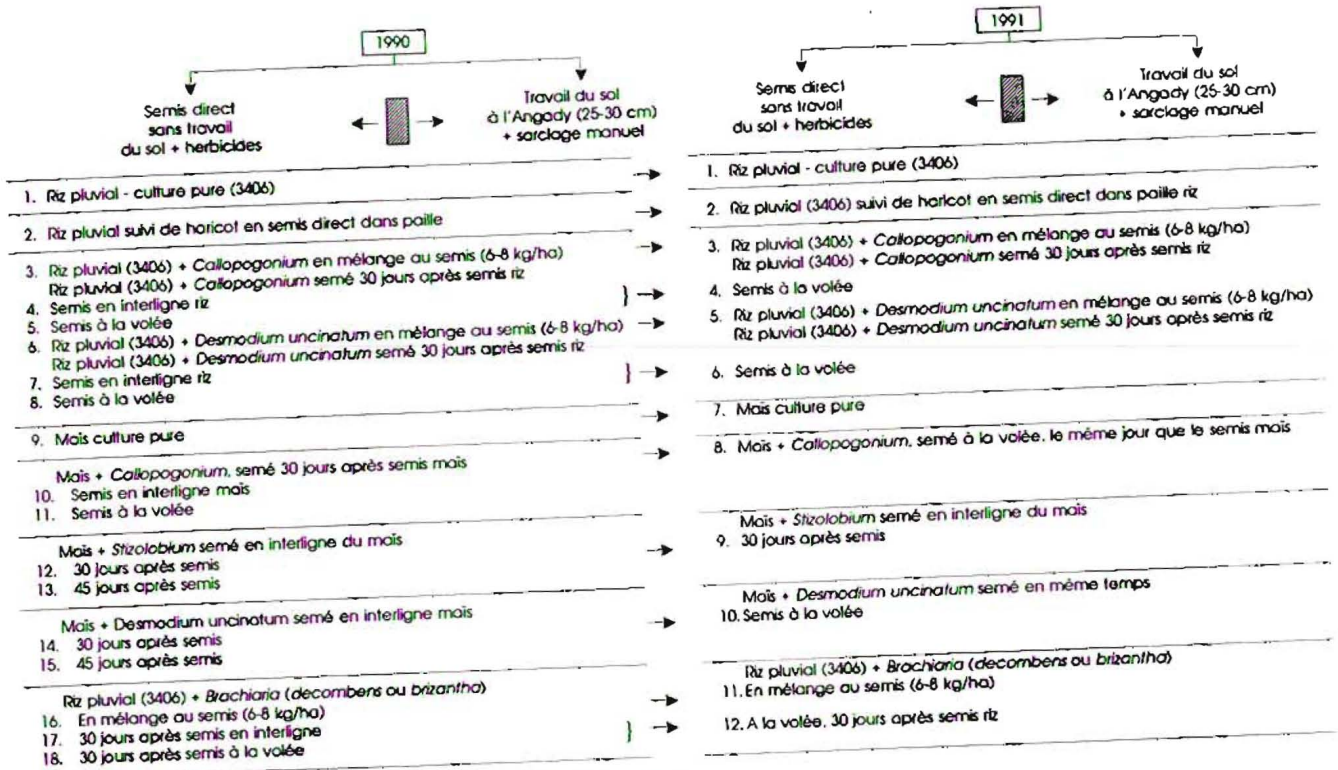 1990
Semis direct
sans travail
du sol + herbicides
Travail du sol
à l'Angady (25-30 cm)
+ sarclage manuel
1. Riz pluvial - culture pure (3406)
2. Riz pluvial suivi de haricot en semis direct dans paille
3. Riz pluvial (3406) + Callopogonium en mélange au semis (6-8 kg/ha)
Riz pluvial (3406) + Callopogonium semé 30 jours après semis riz
4. Semis en interligne riz
5. Semis à la volée
6. Riz pluvial (3406) + Desmodium uncinatum en mélange au semis (6-8 kg/ha)
Riz pluvial (3406) + Desmodium uncinatum semé 30 jours après semis riz
7. Semis en interligne riz
8. Semis à la volée
9. Maïs culture pure
Maïs + Callopogonium, semé 30 jours après semis maïs
10. Semis en interligne maïs
11. Semis à la volée
Maïs + Stizolobium semé en interligne du maïs
12. 30 jours après semis
13. 45 jours après semis
Maïs + Desmodium uncinatum semé en interligne maïs
14. 30 jours après semis
15. 45 jours après semis
Riz pluvial (3406) + Brachiaria (decombens ou brizantha)
16. En mélange au semis (6-8 kg/ha)
17. 30 jours après semis en interligne
18. 30 jours après semis à la volée
1991
Semis direct
sans travail
du sol + herbicides
Travail du sol
à l'Angady (25-30 cm)
+ sarclage manuel
1. Riz pluvial - culture pure (3406)
2. Riz pluvial (3406) suivi de haricot en semis direct dans paille riz
3. Riz pluvial (3406) + Callopogonium en mélange au semis (6-8 kg/ha)
Riz pluvial (3406) + Callopogonium semé 30 jours après semis riz
4. Semis à la volée
5. Riz pluvial (3406) + Desmodium uncinatum en mélange au semis (6-8 kg/ha)
Riz pluvial (3406) + Desmodium uncinatum semé 30 jours après semis riz
6. Semis à la volée
7. Maïs culture pure
8. Maïs + Callopogonium, semé à la volée, le même jour que le semis maïs
Maïs + Stizolobium semé en interligne du maïs
9. 30 jours après semis
Maïs + Desmodium uncinatum semé en même temps
10. Semis à la volée
Riz pluvial (3406) + Brachiaria (decombens ou brizantha)
11. En mélange au semis (6-8 kg/ha)
12. A la volée, 30 jours après semis riz